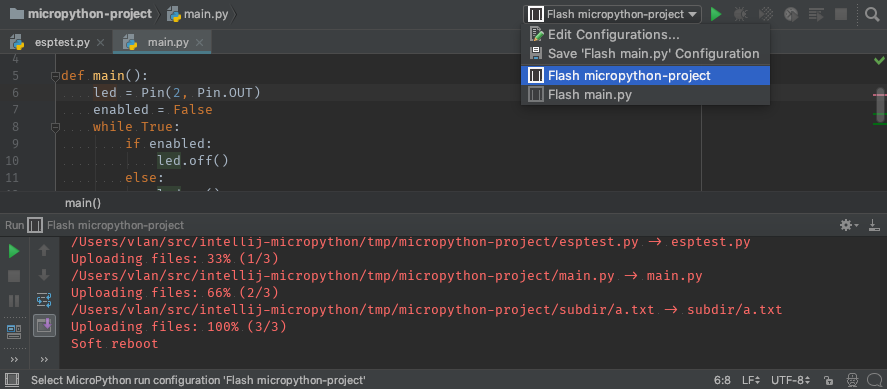 micropython-project
main.py
Flash micropython-project
esptest.py
main.py
Edit Configurations...
Save 'Flash main.py' Configuration
Flash micropython-project
Flash main.py
4
5 def main():
6 led = Pin(2, Pin.OUT)
7 enabled = False
8 while True:
9 if enabled:
10 led.off()
11 else:
main()
Run Flash micropython-project
/Users/vlan/src/intellij-micropython/tmp/micropython-project/esptest.py -> esptest.py
Uploading files: 33% (1/3)
/Users/vlan/src/intellij-micropython/tmp/micropython-project/main.py -> main.py
Uploading files: 66% (2/3)
/Users/vlan/src/intellij-micropython/tmp/micropython-project/subdir/a.txt -> subdir/a.txt
Uploading files: 100% (3/3)
Soft reboot
Select MicroPython run configuration 'Flash micropython-project'
6:8 LF UTF-8